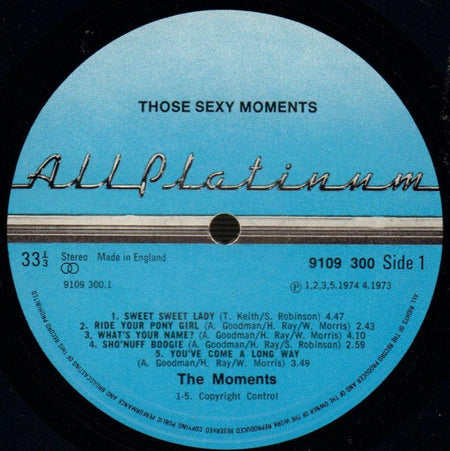 THOSE SEXY MOMENTS
All Platinum
33 1/3 Stereo Made in England 9109 300 Side 1
9109 300.1 Ⓟ 1,2,3,5.1974 4.1973
1. SWEET SWEET LADY (T. Keith/S. Robinson) 4.47
2. RIDE YOUR PONY GIRL (A. Goodman/H. Ray/W. Morris) 2.43
3. WHAT'S YOUR NAME? (A. Goodman/H. Ray/W. Morris) 4.10
4. SHO'NUFF BOOGIE (A. Goodman/H. Ray/S. Robinson) 2.59
5. YOU'VE COME A LONG WAY
(A. Goodman/H. Ray/W. Morris) 3.49
The Moments
1-5. Copyright Control
ALL RIGHTS OF THE RECORD PRODUCER AND OF THE OWNER OF THE WORK REPRODUCED RESERVED. COPYING, PUBLIC PERFORMANCE AND BROADCASTING OF THIS RECORD PROHIBITED